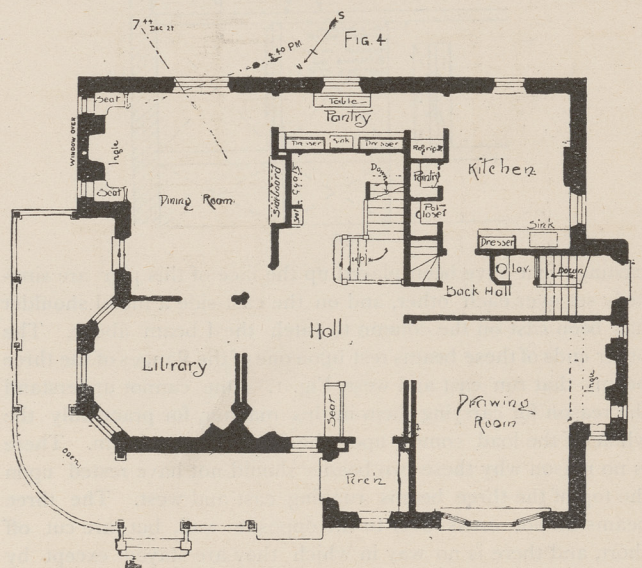 Fig. 4
7 44
Dec 21
4.40 PM.
S
N
Seat
Table
Pantry
WINDOW OVER
Ingle
Dresser
Sink
Dresser
Kitchen
Down
Pantry
Dining Room
Sideboard
Seat
Seat
Closet
Sink
Dresser
up
Lav.
Down
Back Hall
Hall
Library
Seat
Drawing
Room
Ingle
Porch
open